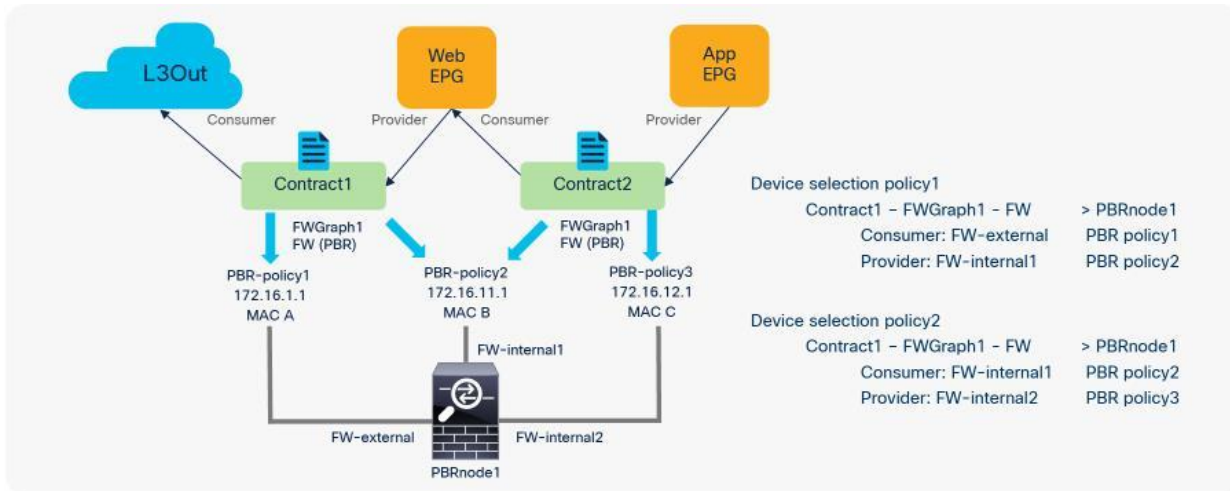 L3Out
Web
EPG
App
EPG
Consumer
Provider
Consumer
Provider
Contract1
Contract2
FWGraph1
FW (PBR)
FWGraph1
FW (PBR)
PBR-policy1
172.16.1.1
MAC A
PBR-policy2
172.16.11.1
MAC B
PBR-policy3
172.16.12.1
MAC C
FW-internal1
FW-external
FW-internal2
PBRnode1
Device selection policy1
Contract1 – FWGraph1 – FW > PBRnode1
Consumer: FW-external PBR policy1
Provider: FW-internal1 PBR policy2
Device selection policy2
Contract1 – FWGraph1 – FW > PBRnode1
Consumer: FW-internal1 PBR policy2
Provider: FW-internal2 PBR policy3